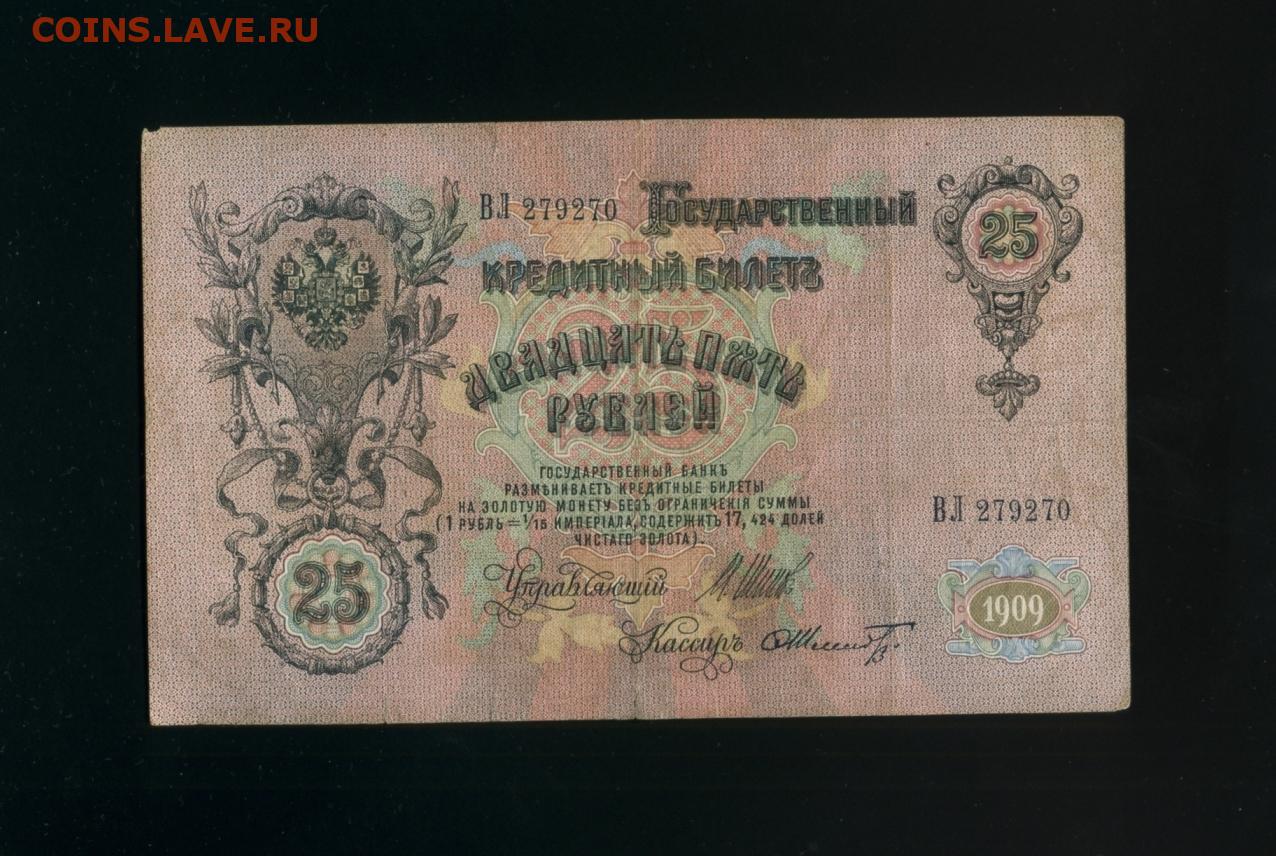 COINS.LAVE.RU
ВЛ 279270 Государственный
25
Кредитный Билетъ
25
Двадцать Пять
Рублей
ГОСУДАРСТВЕННЫЙ БАНКЪ
РАЗМѢНИВАЕТЪ КРЕДИТНЫЕ БИЛЕТЫ
НА ЗОЛОТУЮ МОНЕТУ БЕЗЪ ОГРАНИЧЕНІЯ СУММЫ
(1 РУБЛЬ = 1/15 ИМПЕРІАЛА, СОДЕРЖИТЪ 17, 424 ДОЛЕЙ
ЧИСТАГО ЗОЛОТА).
ВЛ 279270
25
Управляющій
1909
Кассиръ